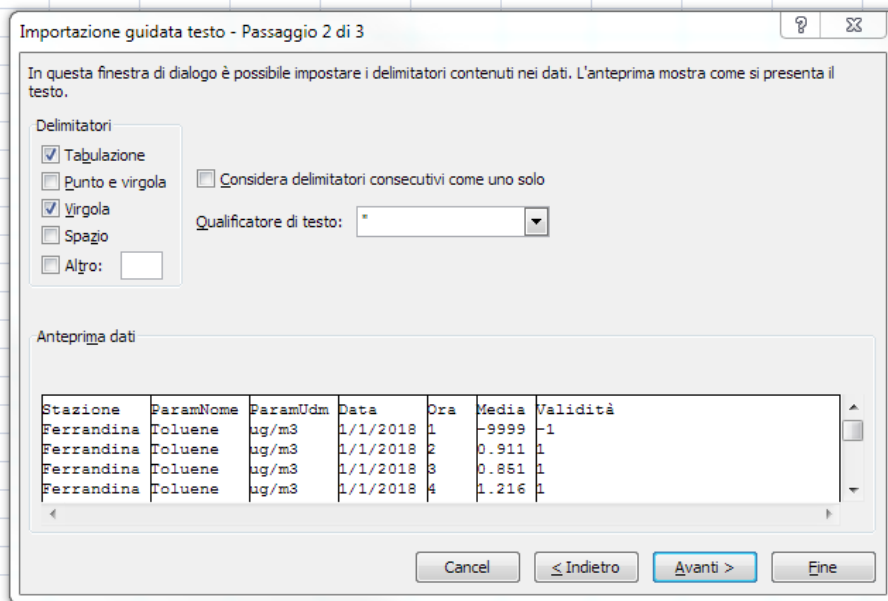 Importazione guidata testo - Passaggio 2 di 3
In questa finestra di dialogo è possibile impostare i delimitatori contenuti nei dati. L'anteprima mostra come si presenta il
testo.
Delimitatori
Tabulazione
Punto e virgola
Virgola
Spazio
Altro:
Considera delimitatori consecutivi come uno solo
Qualificatore di testo: "
Anteprima dati
Stazione ParamNome ParamUdm Data Ora Media Validità
Ferrandina Toluene ug/m3 1/1/2018 1 -9999 -1
Ferrandina Toluene ug/m3 1/1/2018 2 0.911 1
Ferrandina Toluene ug/m3 1/1/2018 3 0.851 1
Ferrandina Toluene ug/m3 1/1/2018 4 1.216 1
Cancel < Indietro Avanti > Fine